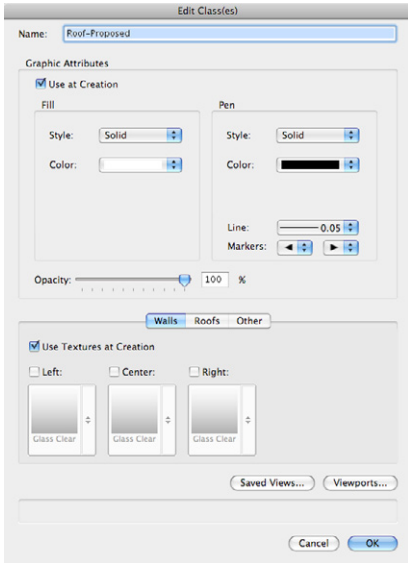 Edit Class(es)
Name: Roof-Proposed
Graphic Attributes
Use at Creation
Fill Pen
Style: Solid Style: Solid
Color: Color:
Line: 0.05
Markers:
Opacity: 100 %
Walls Roofs Other
Use Textures at Creation
Left: Center: Right:
Glass Clear Glass Clear Glass Clear
Saved Views... Viewports...
Cancel OK